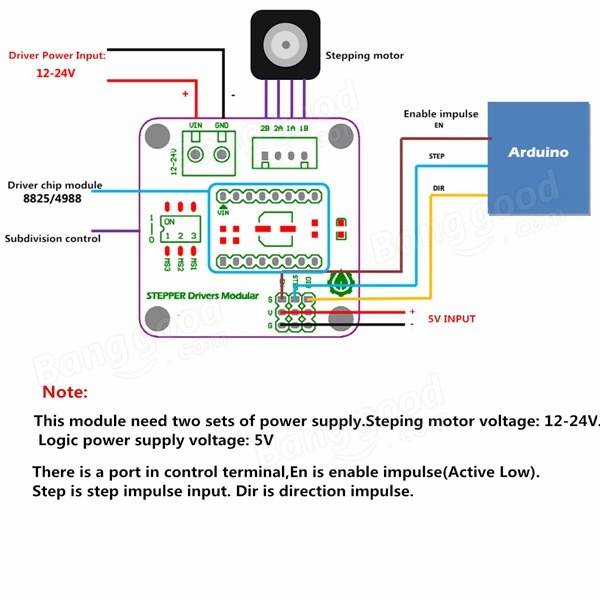 Driver Power Input:
12-24V
Stepping motor
+
-
VIN GND
2B 2A 1A 1B
12-24V
Enable impulse
EN
STEP
DIR
Arduino
Driver chip module
8825/4988
VIN
Subdivision control
1
0
ON
1 2 3
MS3
MS2
MS1
STEPPER Drivers Modular
EN
STEP
DIR
S
V
G
+
-
5V INPUT
Banggood
.com
Note:
This module need two sets of power supply.Steping motor voltage: 12-24V.
Logic power supply voltage: 5V
There is a port in control terminal,En is enable impulse(Active Low).
Step is step impulse input. Dir is direction impulse.